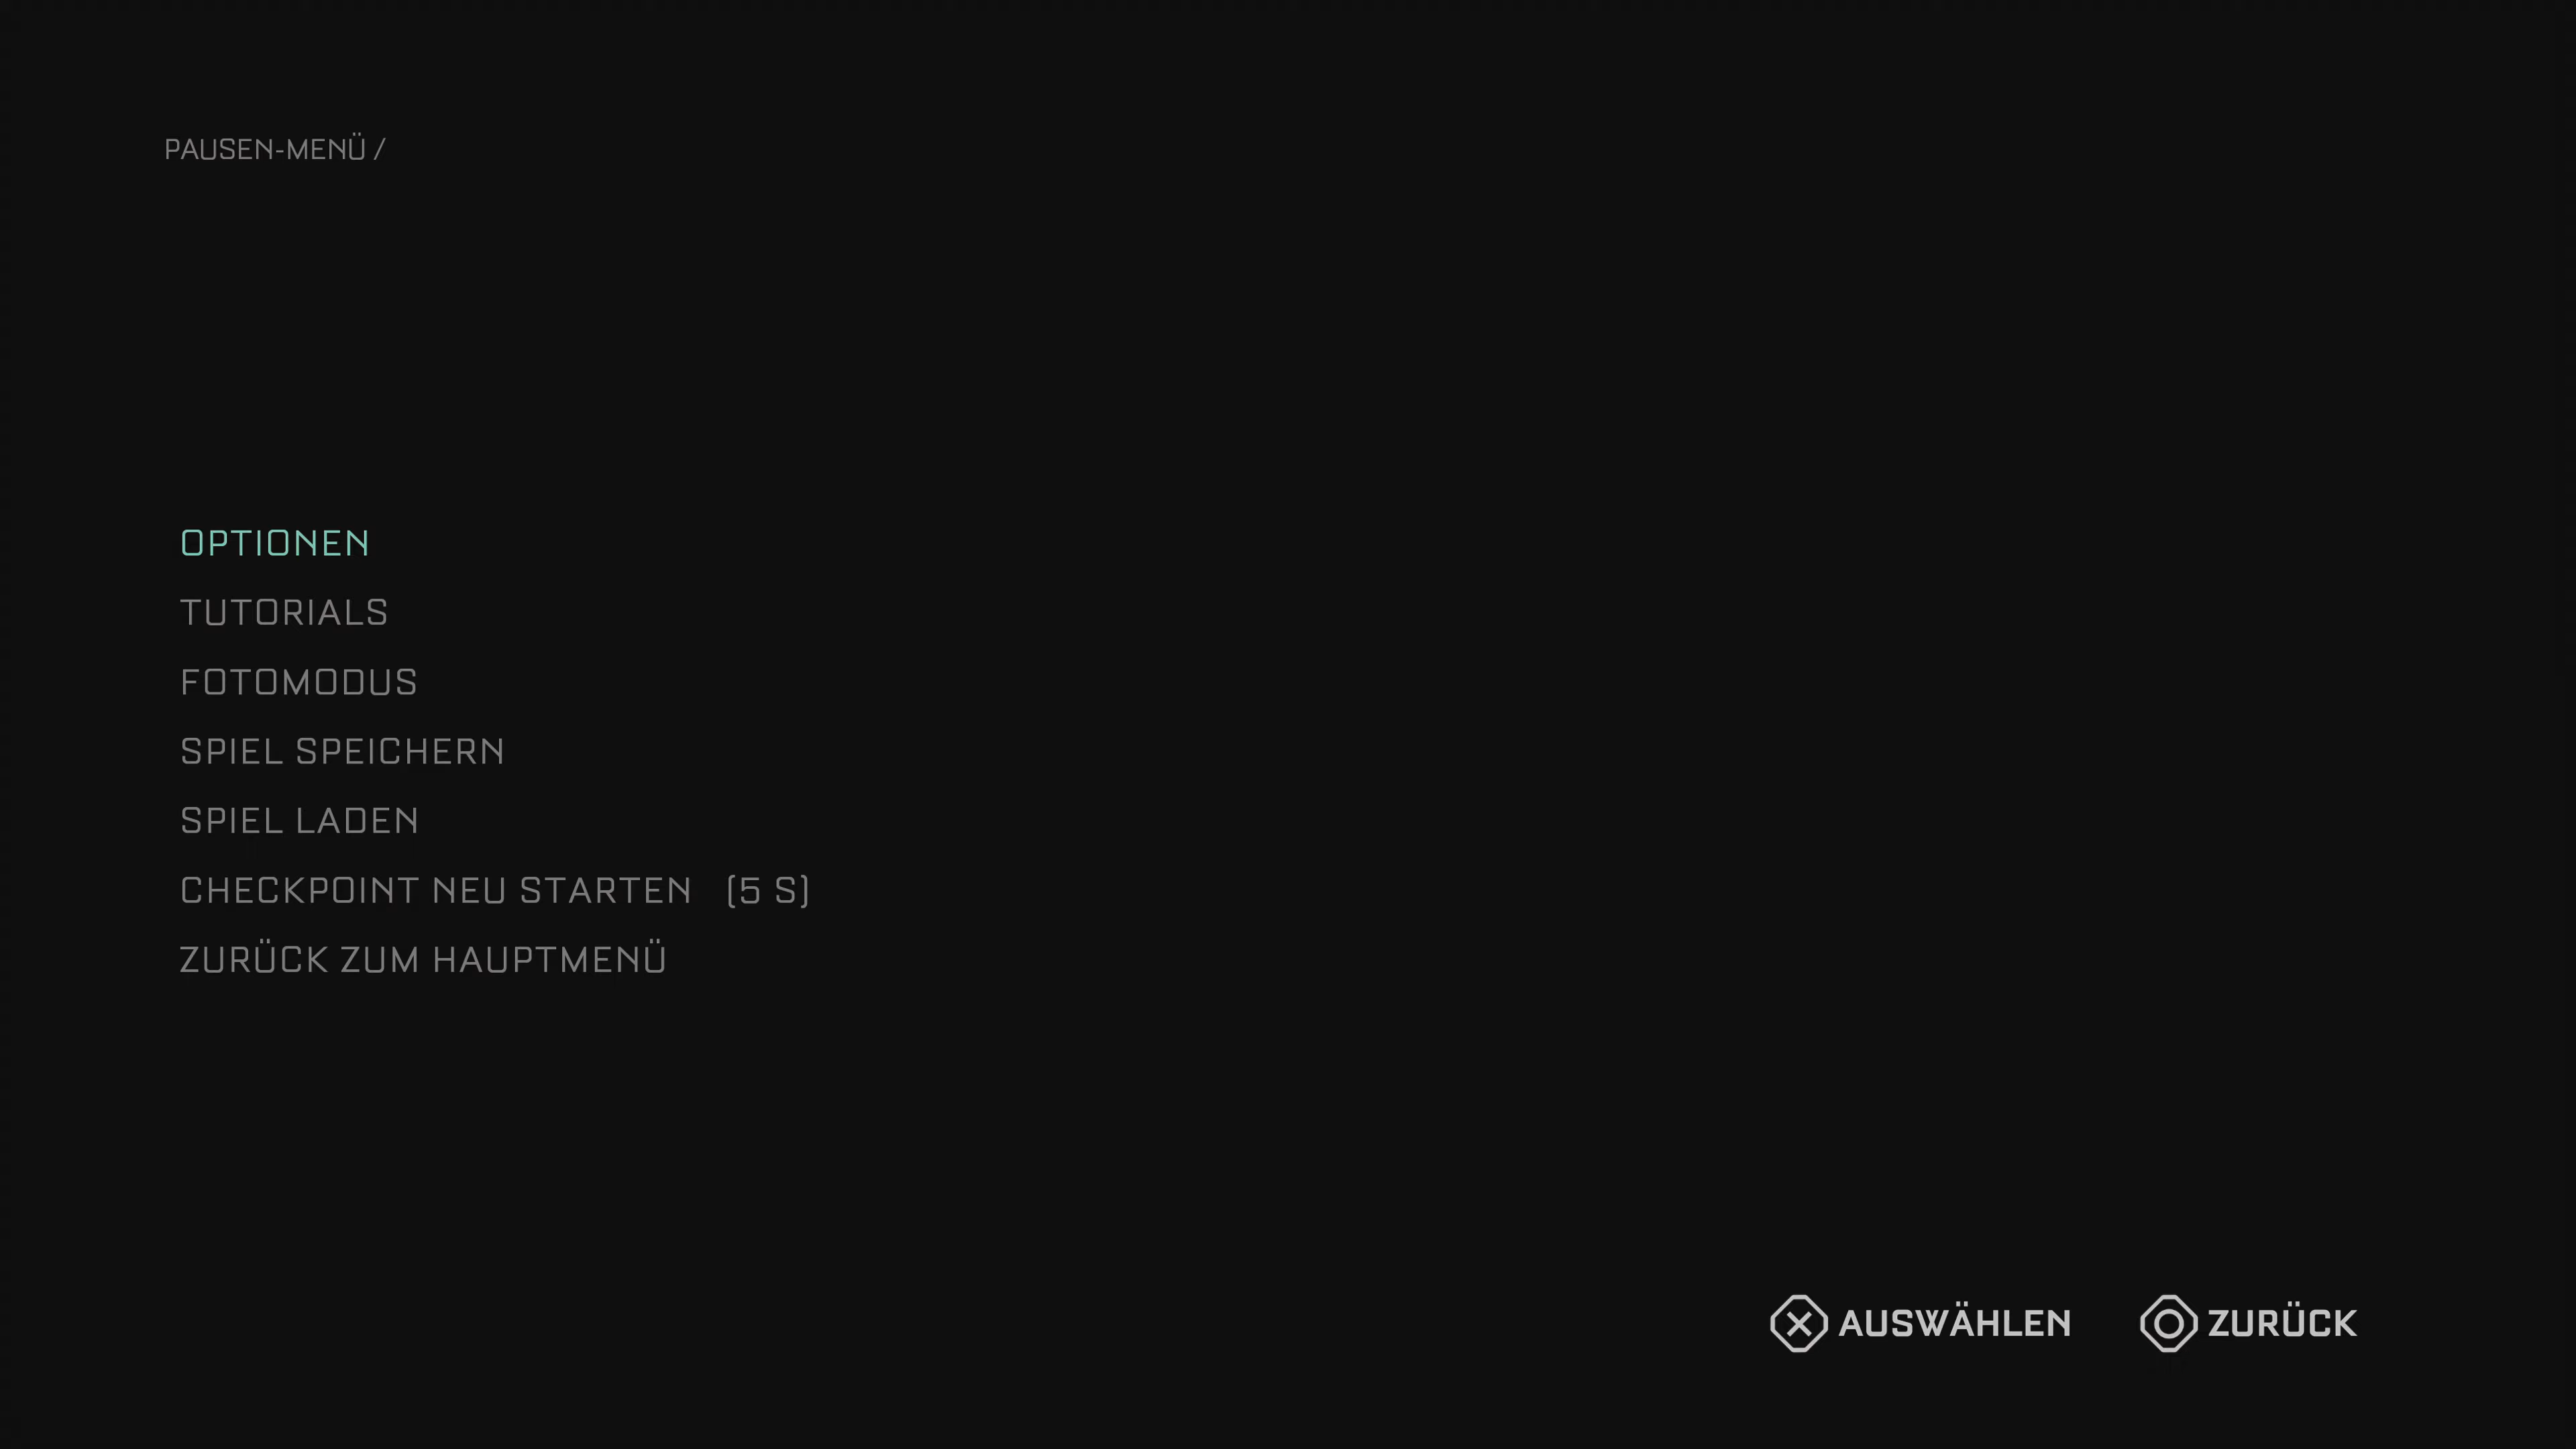 PAUSEN-MENÜ /
OPTIONEN
TUTORIALS
FOTOMODUS
SPIEL SPEICHERN
SPIEL LADEN
CHECKPOINT NEU STARTEN (5 S)
ZURÜCK ZUM HAUPTMENÜ
AUSWÄHLEN ZURÜCK